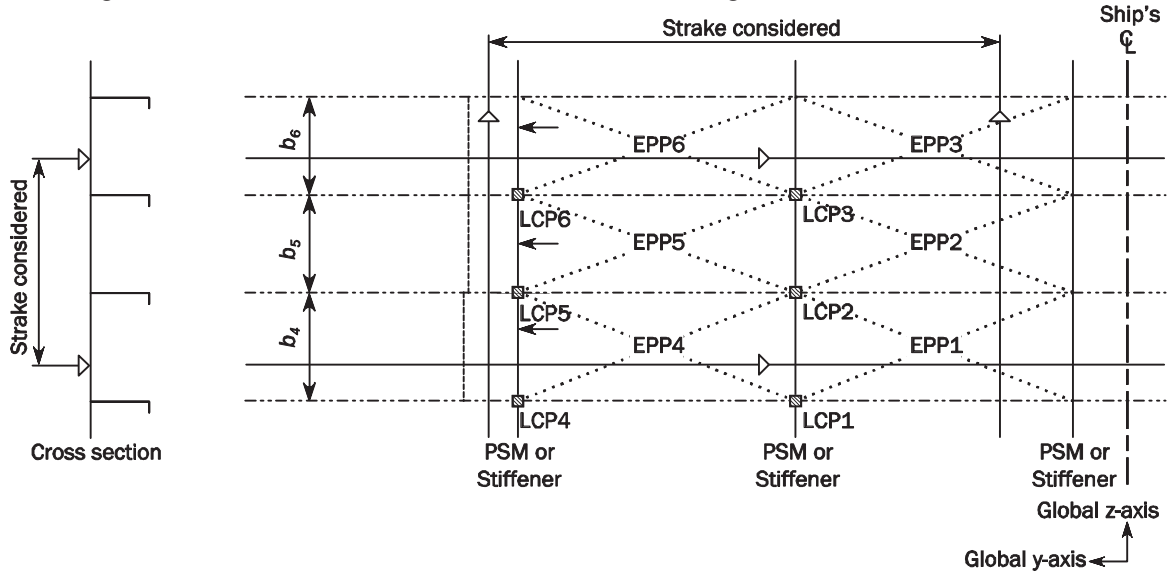 Ship's
℄
Strake considered
b6
EPP6
EPP3
LCP6
LCP3
Strake considered
b5
EPP5
EPP2
LCP5
LCP2
b4
EPP4
EPP1
LCP4
LCP1
Cross section
PSM or
Stiffener
PSM or
Stiffener
PSM or
Stiffener
Global z-axis
Global y-axis